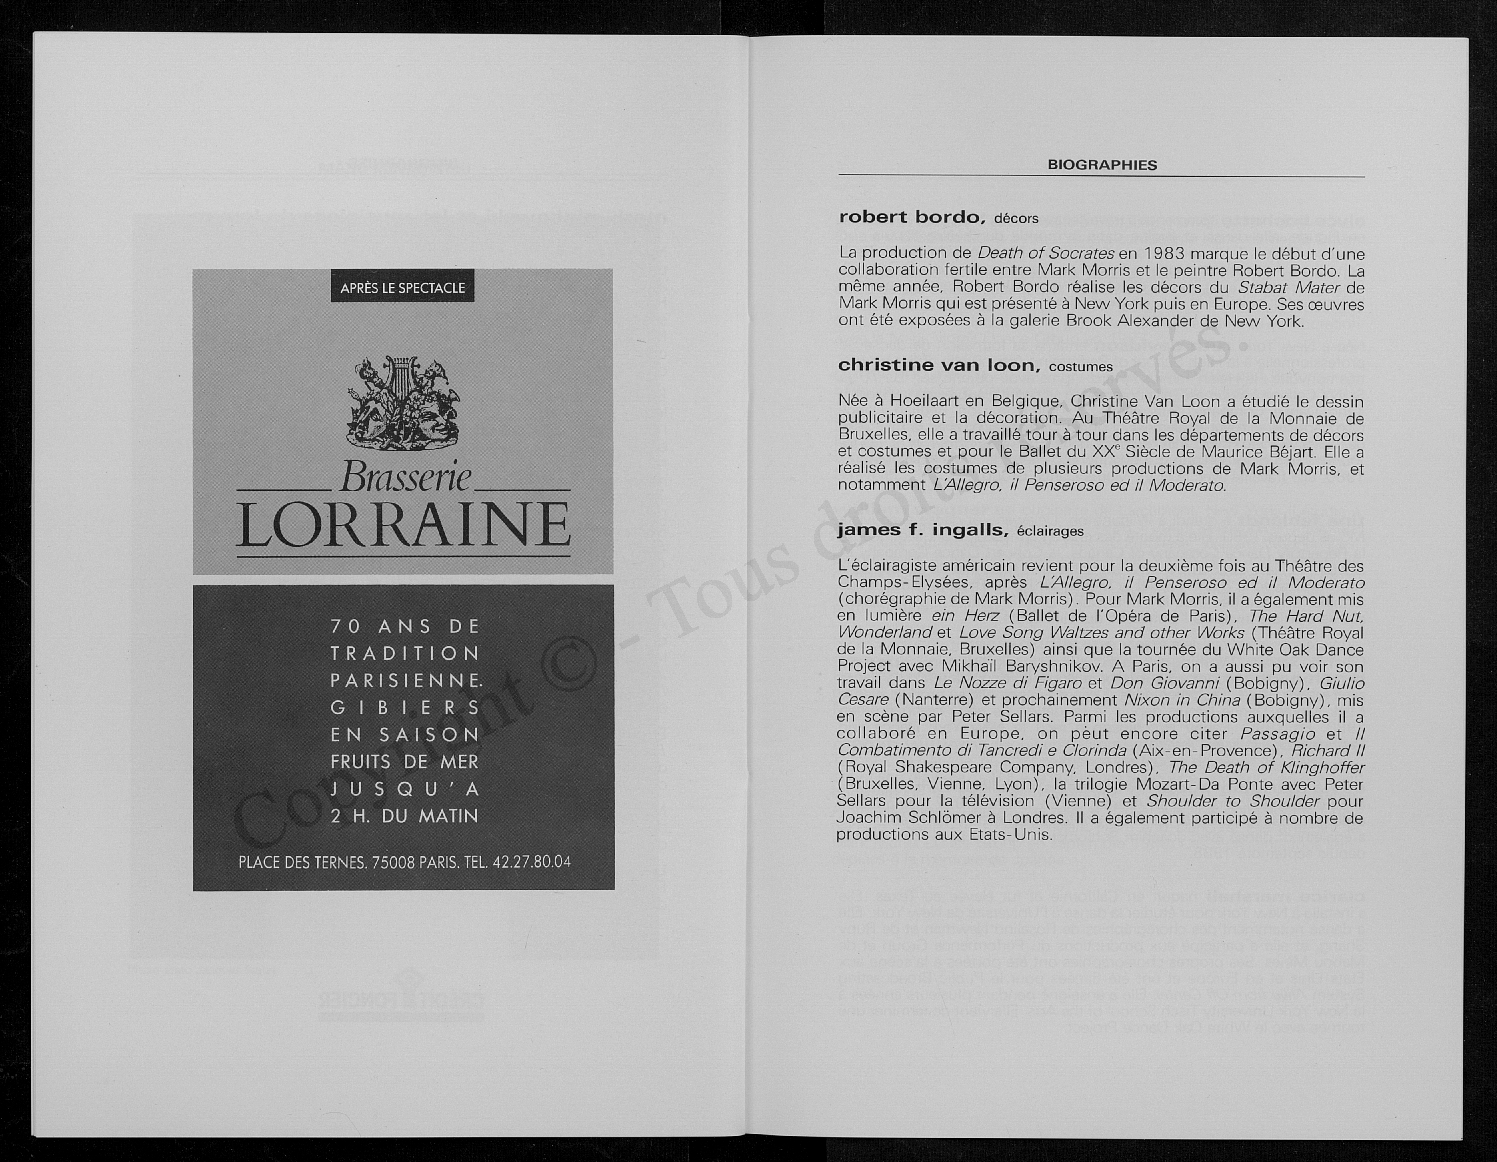 APRÈS LE SPECTACLE
Brasserie
LORRAINE
70 ANS DE
TRADITION
PARISIENNE.
GIBIERS
EN SAISON
FRUITS DE MER
JUSQU'A
2 H. DU MATIN
PLACE DES TERNES. 75008 PARIS. TEL. 42.27.80.04
BIOGRAPHIES
robert bordo, décors
La production de Death of Socrates en 1983 marque le début d'une
collaboration fertile entre Mark Morris et le peintre Robert Bordo. La
même année, Robert Bordo réalise les décors du Stabat Mater de
Mark Morris qui est présenté à New York puis en Europe. Ses œuvres
ont été exposées à la galerie Brook Alexander de New York.
christine van loon, costumes
Née à Hoeilaart en Belgique, Christine Van Loon a étudié le dessin
publicitaire et la décoration. Au Théâtre Royal de la Monnaie de
Bruxelles, elle a travaillé tour à tour dans les départements de décors
et costumes et pour le Ballet du XXe Siècle de Maurice Béjart. Elle a
réalisé les costumes de plusieurs productions de Mark Morris, et
notamment L'Allegro, il Penseroso ed il Moderato.
james f. ingalls, éclairages
L'éclairagiste américain revient pour la deuxième fois au Théâtre des
Champs-Elysées, après L'Allegro, il Penseroso ed il Moderato
(chorégraphie de Mark Morris). Pour Mark Morris, il a également mis
en lumière ein Herz (Ballet de l'Opéra de Paris), The Hard Nut,
Wonderland et Love Song Waltzes and other Works (Théâtre Royal
de la Monnaie, Bruxelles) ainsi que la tournée du White Oak Dance
Project avec Mikhaïl Baryshnikov. A Paris, on a aussi pu voir son
travail dans Le Nozze di Figaro et Don Giovanni (Bobigny), Giulio
Cesare (Nanterre) et prochainement Nixon in China (Bobigny), mis
en scène par Peter Sellars. Parmi les productions auxquelles il a
collaboré en Europe, on peut encore citer Passagio et Il
Combatimento di Tancredi e Clorinda (Aix-en-Provence), Richard II
(Royal Shakespeare Company, Londres), The Death of Klinghoffer
(Bruxelles, Vienne, Lyon), la trilogie Mozart-Da Ponte avec Peter
Sellars pour la télévision (Vienne) et Shoulder to Shoulder pour
Joachim Schlömer à Londres. Il a également participé à nombre de
productions aux Etats-Unis.
Copyright © - Tous droits réservés.